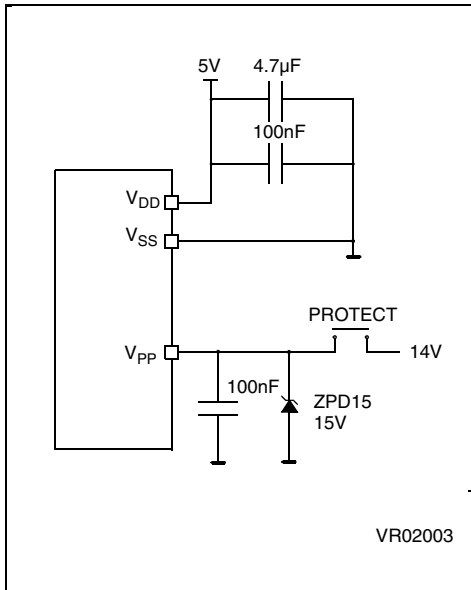 5V 4.7µF
100nF
VDD
VSS
PROTECT
VPP
14V
100nF
ZPD15
15V
VR02003